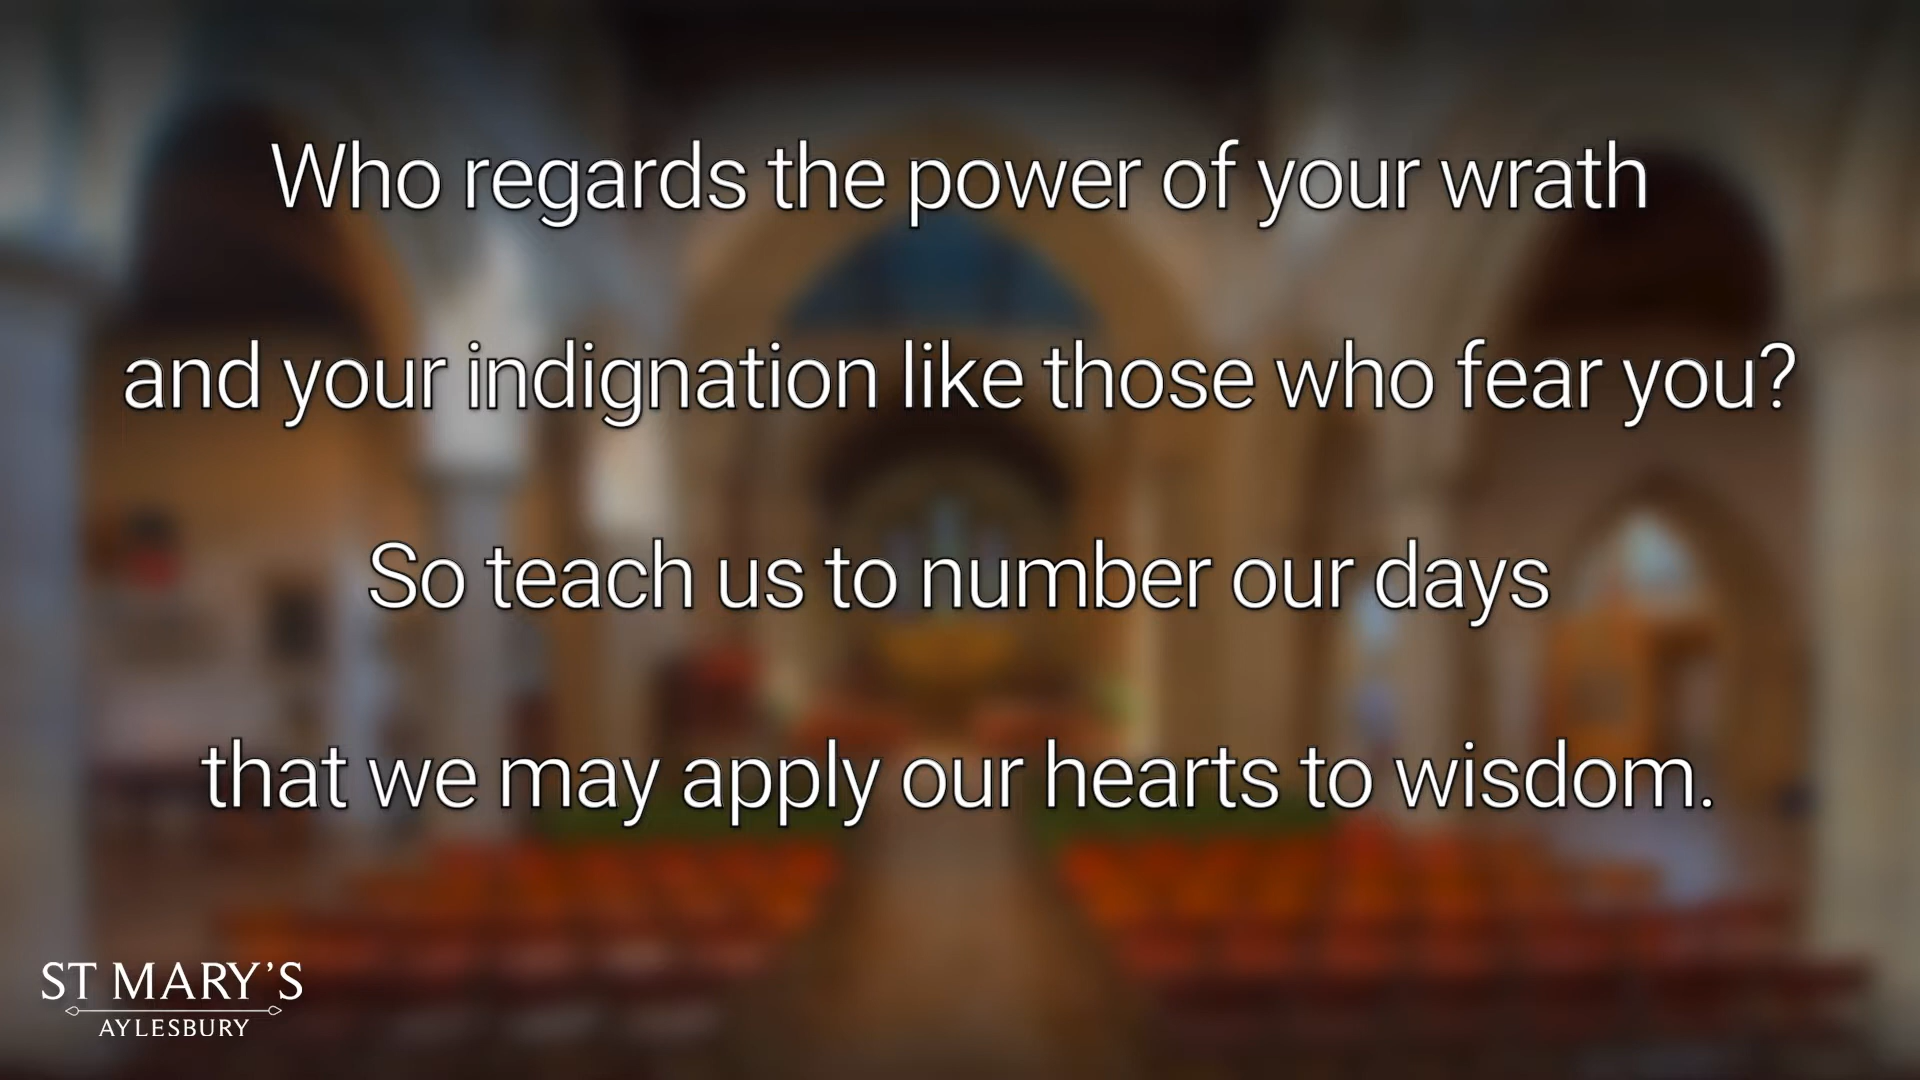 Who regards the power of your wrath
and your indignation like those who fear you?
So teach us to number our days
that we may apply our hearts to wisdom.
ST MARY'S
AYLESBURY